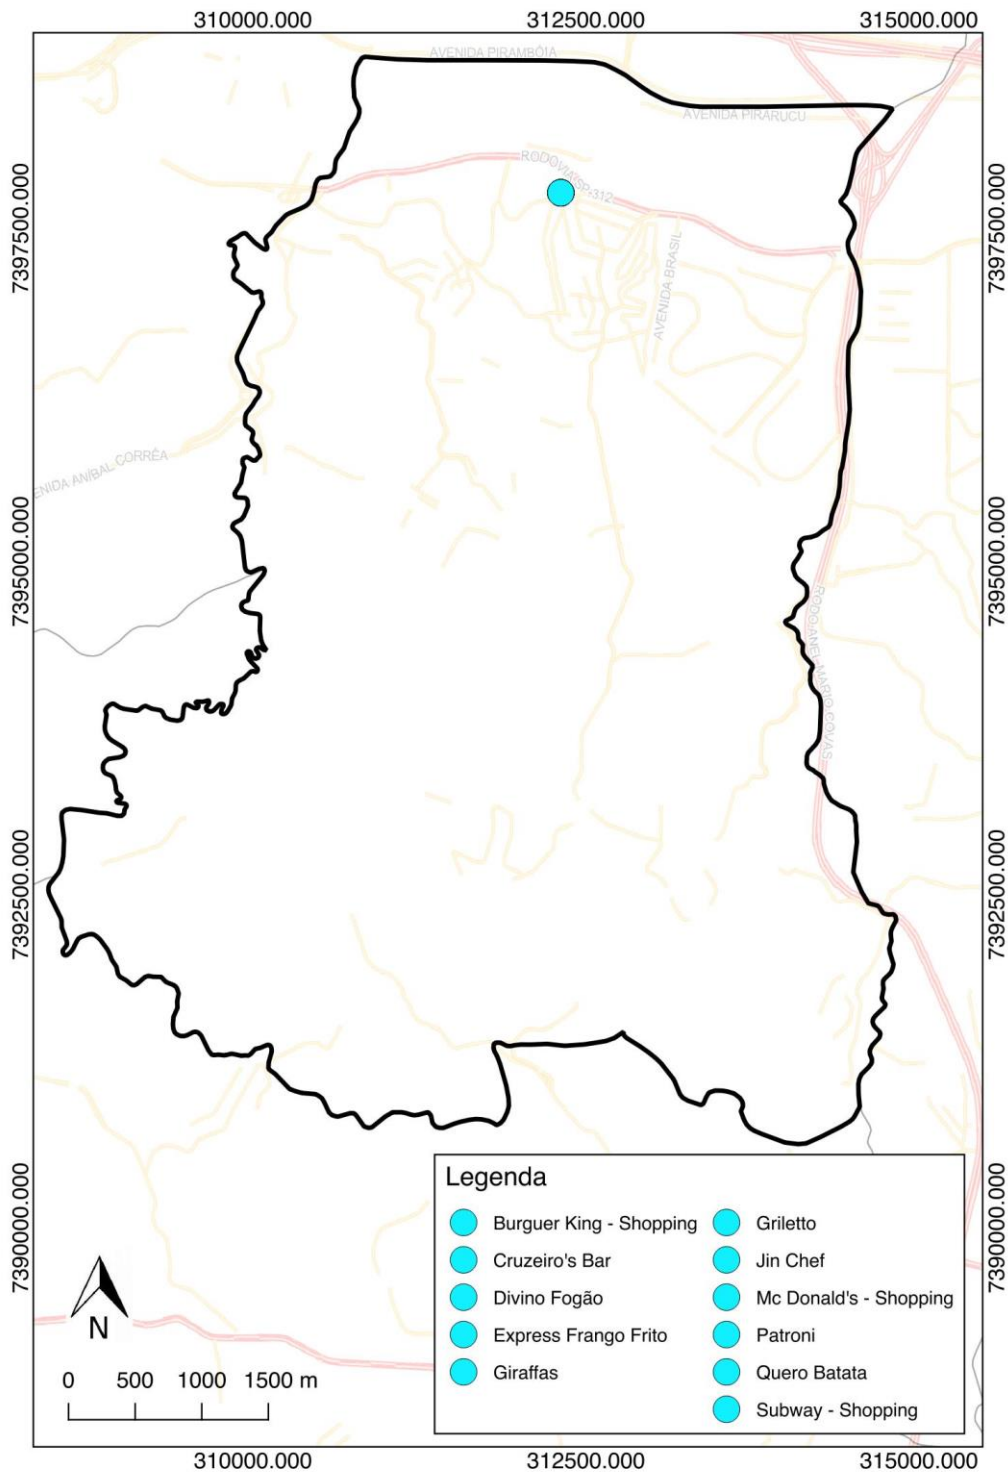 310000.000 312500.000 315000.000
AVENIDA PIRAMBÓIA
AVENIDA PIRARUCU
RODOVIA SP-312
7397500.000 7397500.000
AVENIDA BRASIL
ENIDA ANÍBAL CORRÊA
7395000.000 7395000.000
RODOANEL MARIO COVAS
7392500.000 7392500.000
Legenda
Burguer King - Shopping
Cruzeiro's Bar
Divino Fogão
Express Frango Frito
Giraffas
Griletto
Jin Chef
Mc Donald's - Shopping
Patroni
Quero Batata
Subway - Shopping
7390000.000 7390000.000
N
0 500 1000 1500 m
310000.000 312500.000 315000.000